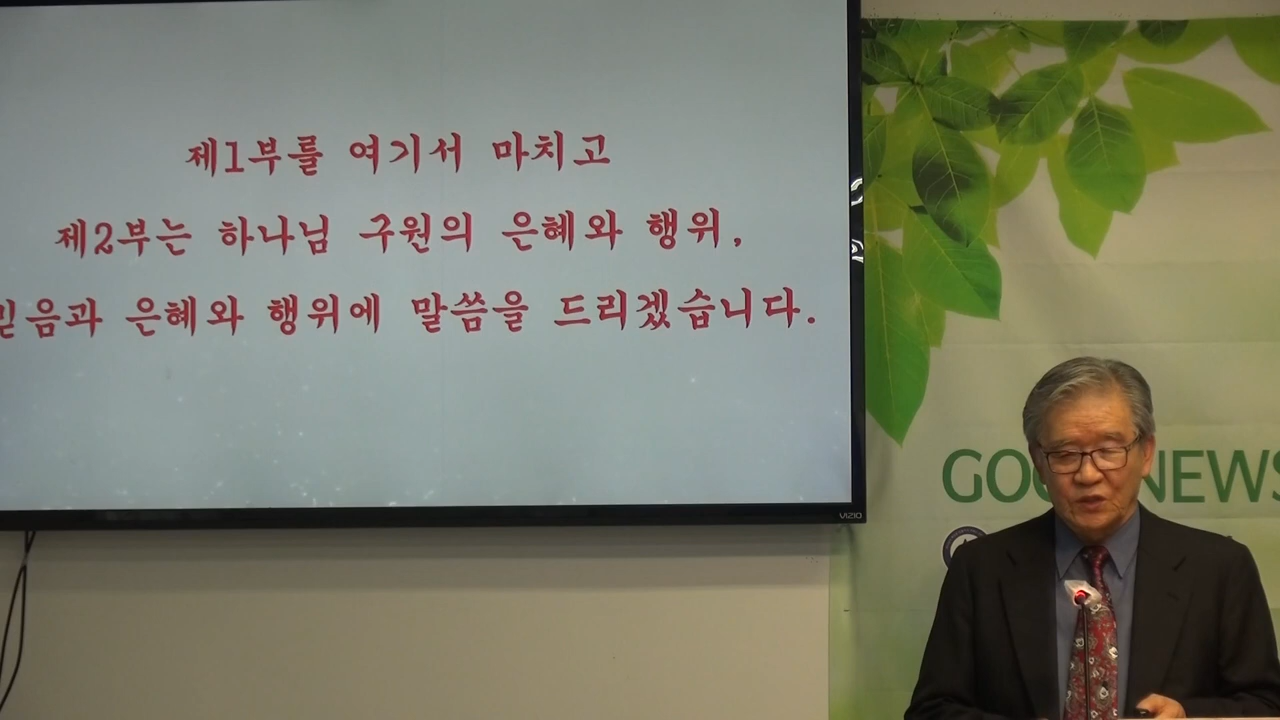 제1부를 여기서 마치고
제2부는 하나님 구원의 은혜와 행위,
믿음과 은혜와 행위에 말씀을 드리겠습니다.
VIZIO
NEWS